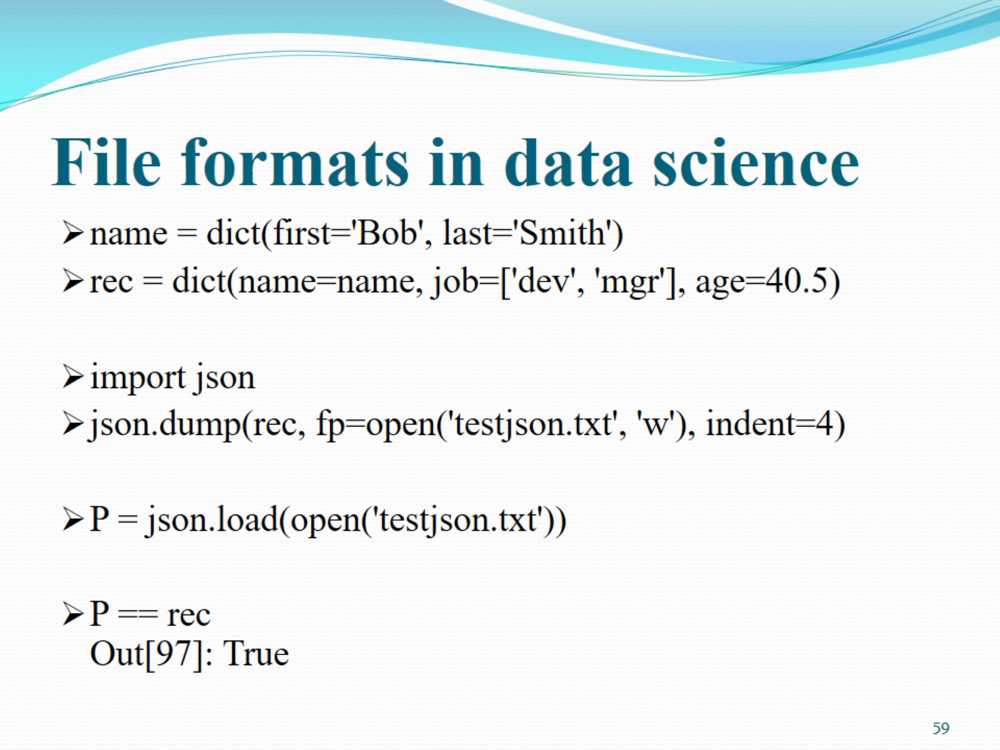 File formats in data science
➢name = dict(first='Bob', last='Smith')
➢rec = dict(name=name, job=['dev', 'mgr'], age=40.5)
➢import json
➢json.dump(rec, fp=open('testjson.txt', 'w'), indent=4)
➢P = json.load(open('testjson.txt'))
➢P == rec
Out[97]: True
59